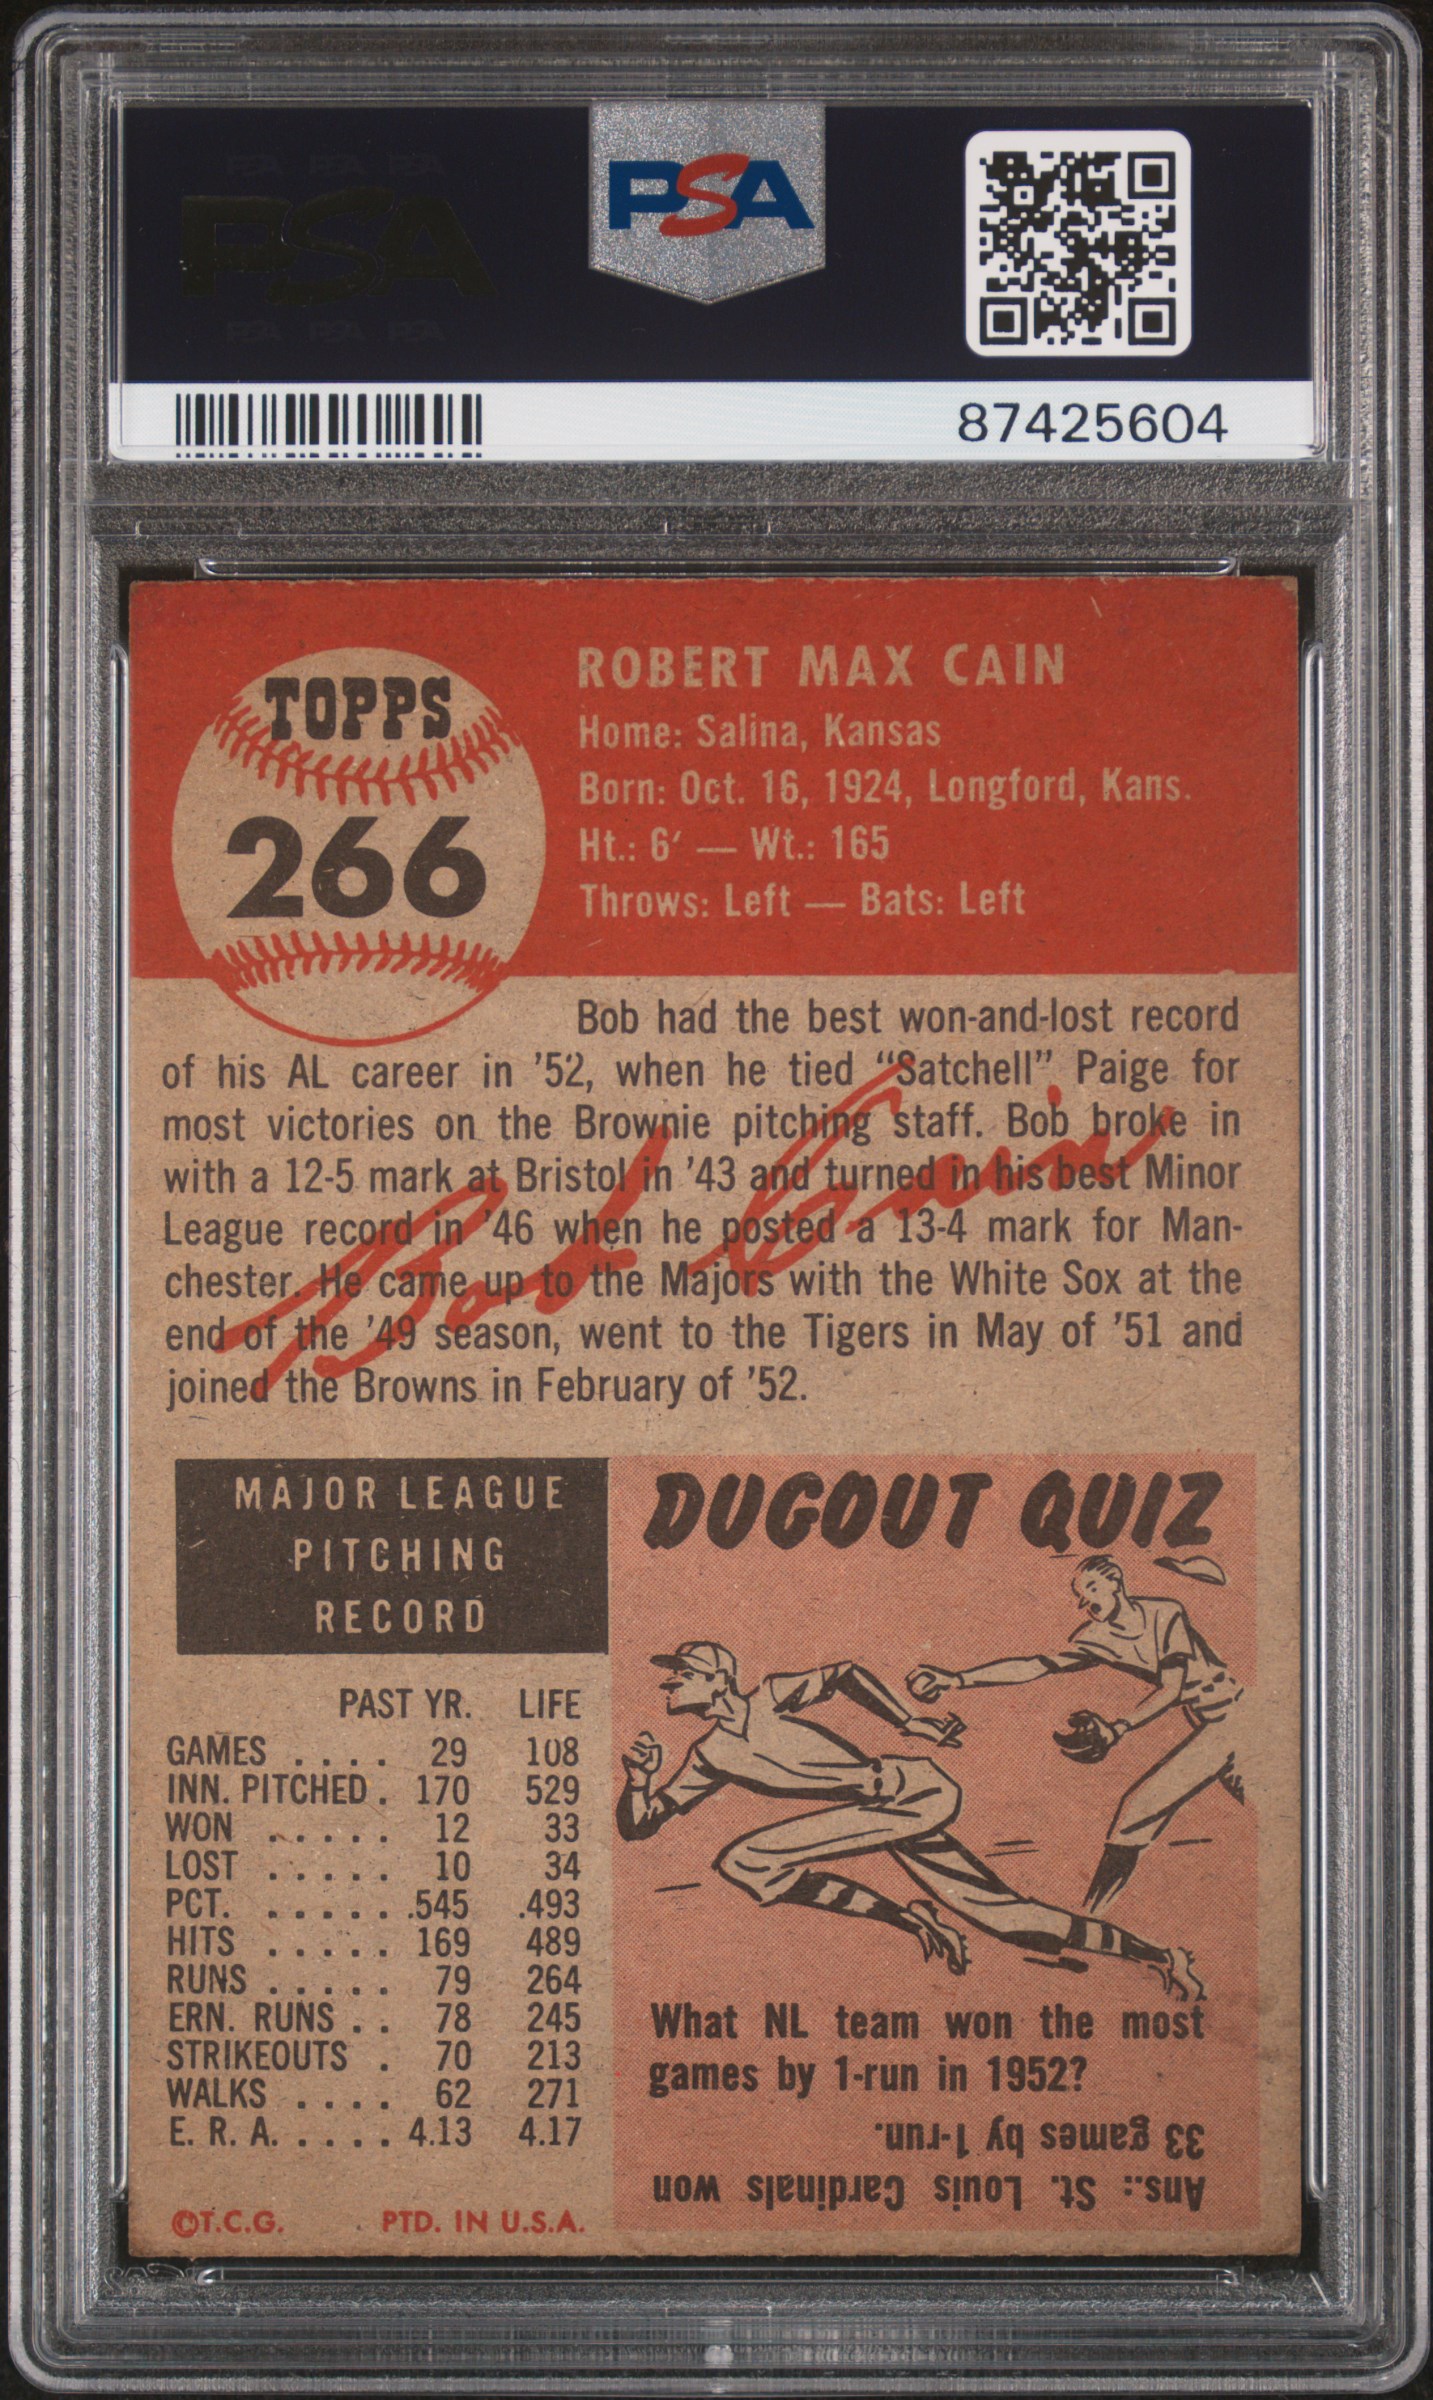 PSA PSA PSA
PSA
PSA PSA PSA
PSA
87425604
TOPPS
266
ROBERT MAX CAIN
Home: Salina, Kansas
Born: Oct. 16, 1924, Longford, Kans.
Ht.: 6′ — Wt.: 165
Throws: Left — Bats: Left
Bob had the best won-and-lost record
of his AL career in ’52, when he tied “Satchell” Paige for
most victories on the Brownie pitching staff. Bob broke in
with a 12-5 mark at Bristol in ’43 and turned in his best Minor
League record in ’46 when he posted a 13-4 mark for Man-
chester. He came up to the Majors with the White Sox at the
end of the ’49 season, went to the Tigers in May of ’51 and
joined the Browns in February of ’52.
Bob Cain
MAJOR LEAGUE
PITCHING
RECORD
PAST YR. LIFE
GAMES . . . . 29 108
INN. PITCHED . 170 529
WON . . . . . 12 33
LOST . . . . . 10 34
PCT. . . . . . .545 .493
HITS . . . . . 169 489
RUNS . . . . . 79 264
ERN. RUNS . . 78 245
STRIKEOUTS . 70 213
WALKS . . . . 62 271
E. R. A. . . . . 4.13 4.17
©T.C.G. PTD. IN U.S.A.
DUGOUT QUIZ
What NL team won the most
games by 1-run in 1952?
Ans.: St. Louis Cardinals won
33 games by 1-run.